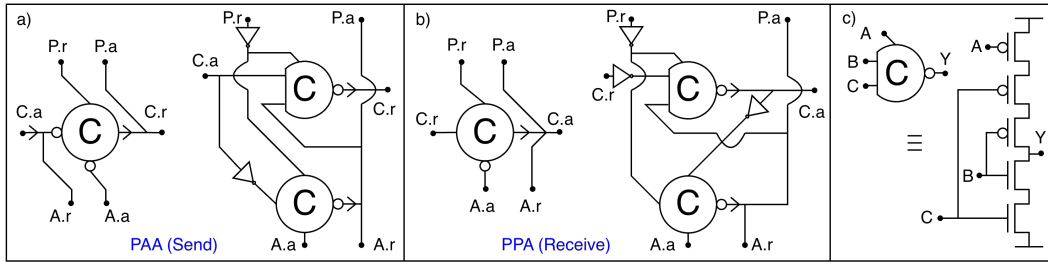 a)
P.r
P.a
C.a
C
C.r
A.r
A.a
P.r
P.a
C.a
C
C.r
C
A.a
A.r
PAA (Send)
b)
P.r
P.a
C.r
C
C.a
A.a
A.r
P.r
P.a
C.r
C
C.a
C
A.a
A.r
PPA (Receive)
c)
A
B
C
C
Y
A
B
C
Y